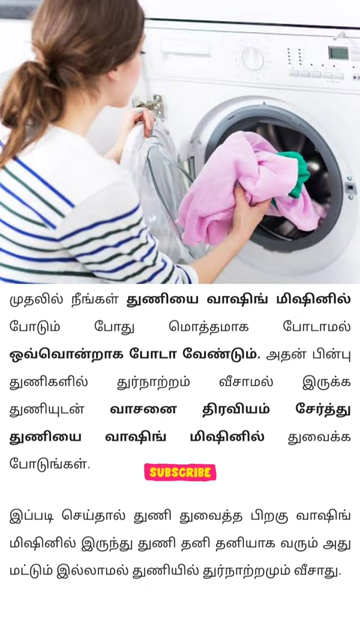 முதலில் நீங்கள் துணியை வாஷிங் மிஷினில்
போடும் போது மொத்தமாக போடாமல்
ஒவ்வொன்றாக போடா வேண்டும். அதன் பின்பு
துணிகளில் துர்நாற்றம் வீசாமல் இருக்க
துணியுடன் வாசனை திரவியம் சேர்த்து
துணியை வாஷிங் மிஷினில் துவைக்க
போடுங்கள்.
SUBSCRIBE
இப்படி செய்தால் துணி துவைத்த பிறகு வாஷிங்
மிஷினில் இருந்து துணி தனி தனியாக வரும் அது
மட்டும் இல்லாமல் துணியில் துர்நாற்றமும் வீசாது.